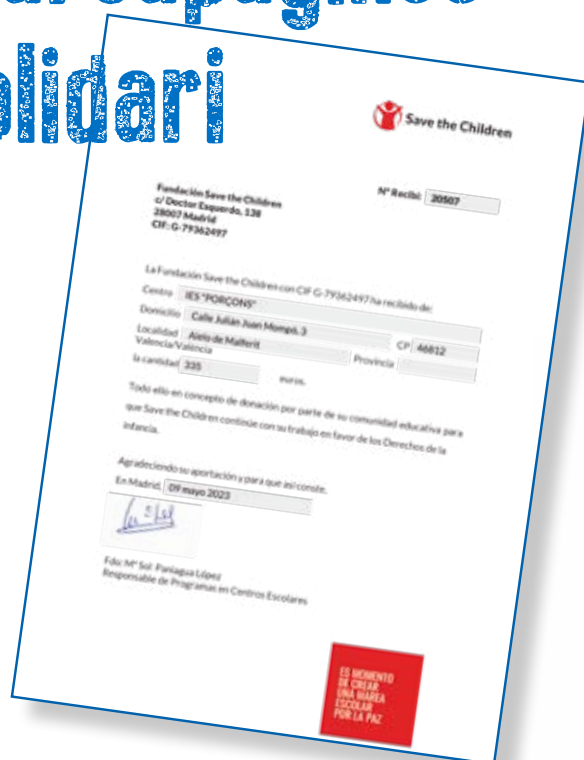 olidari
Save the Children
Nº Recibí: 20507
Fundación Save the Children
c/ Doctor Esquerdo, 138
28007 Madrid
CIF: G-79362497
La Fundación Save the Children con CIF G-79362497 ha recibido de:
Centro IES "PORÇONS"
Domicilio Calle Julián Juan Mompó, 3 CP 46812
Localidad Aielo de Malferit Provincia
Valencia/València
la cantidad 335 euros.
Todo ello en concepto de donación por parte de su comunidad educativa para
que Save the Children continúe con su trabajo en favor de los Derechos de la
Infancia.
Agradeciendo su aportación y para que así conste.
En Madrid, 09 mayo 2023
Fdo: Mª Sol Paniagua López
Responsable de Programas en Centros Escolares
ES MOMENTO
DE CREAR
UNA MAREA
ESCOLAR
POR LA PAZ